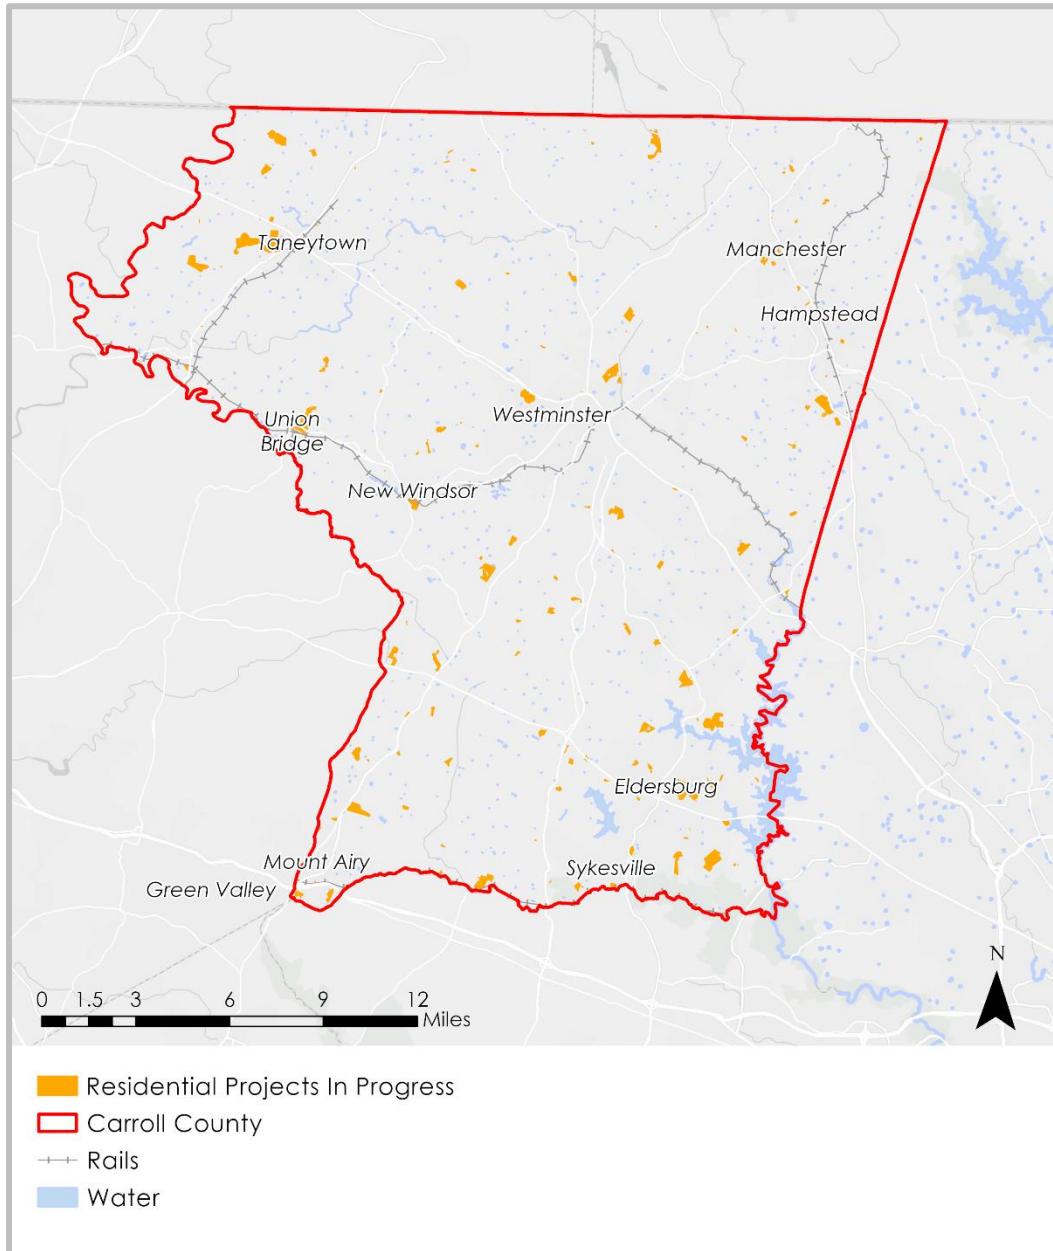 Taneytown
Manchester
Hampstead
Westminster
Union
Bridge
New Windsor
Eldersburg
Mount Airy
Sykesville
Green Valley
N
0 1.5 3 6 9 12
Miles
Residential Projects In Progress
Carroll County
Rails
Water